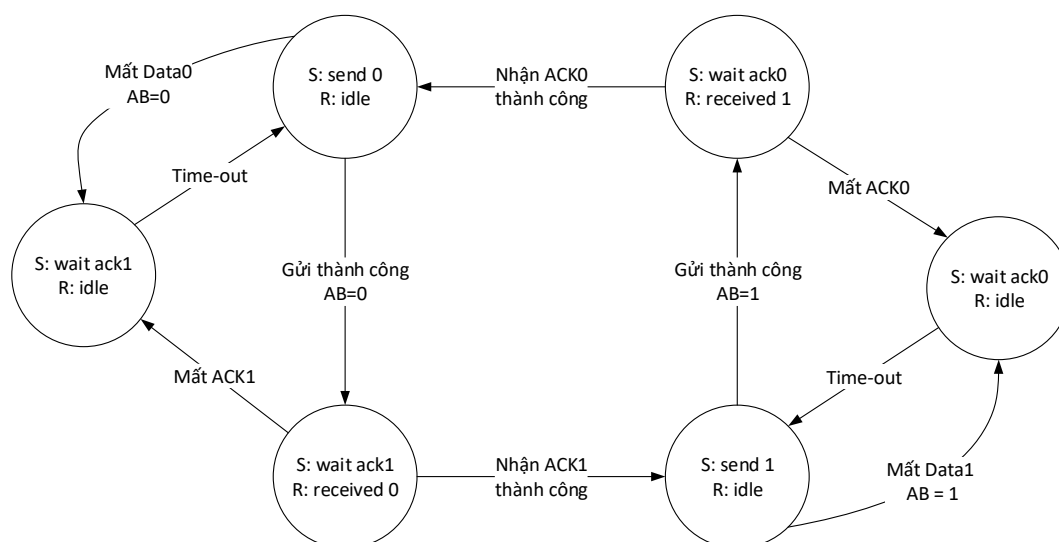 Mất Data0
AB=0
S: send 0
R: idle
Nhận ACK0
thành công
S: wait ack0
R: received 1
Time-out
Mất ACK0
S: wait ack1
R: idle
Gửi thành công
AB=0
Gửi thành công
AB=1
S: wait ack0
R: idle
Mất ACK1
Time-out
S: wait ack1
R: received 0
Nhận ACK1
thành công
S: send 1
R: idle
Mất Data1
AB = 1